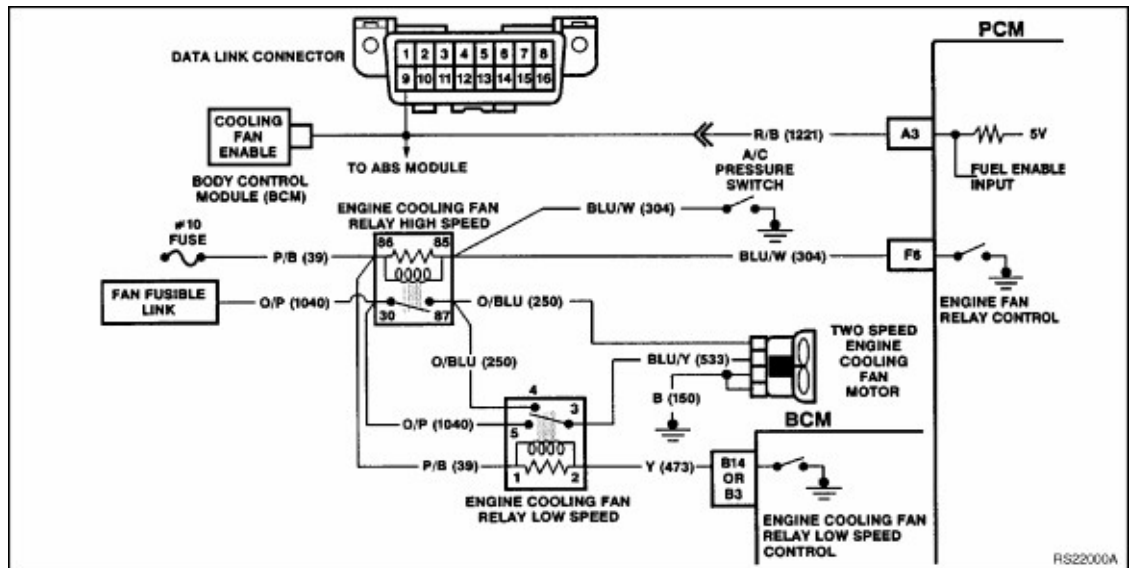 PCM
DATA LINK CONNECTOR
1 2 3 4 5 6 7 8
9 10 11 12 13 14 15 16
COOLING
FAN
ENABLE
BODY CONTROL
MODULE (BCM)
TO ABS MODULE
R/B (1221)
A3
5V
FUEL ENABLE
INPUT
A/C
PRESSURE
SWITCH
BLU/W (304)
ENGINE COOLING FAN
RELAY HIGH SPEED
#10
FUSE
P/B (39)
86 85
BLU/W (304)
F6
ENGINE FAN
RELAY CONTROL
FAN FUSIBLE
LINK
O/P (1040)
30 87
O/BLU (250)
TWO SPEED
ENGINE
COOLING
FAN
MOTOR
BLU/Y (533)
O/BLU (250)
B (150)
4
3
O/P (1040)
5
BCM
P/B (39)
1 2
Y (473)
B14
OR
B3
ENGINE COOLING FAN
RELAY LOW SPEED
ENGINE COOLING FAN
RELAY LOW SPEED
CONTROL
RS22000A